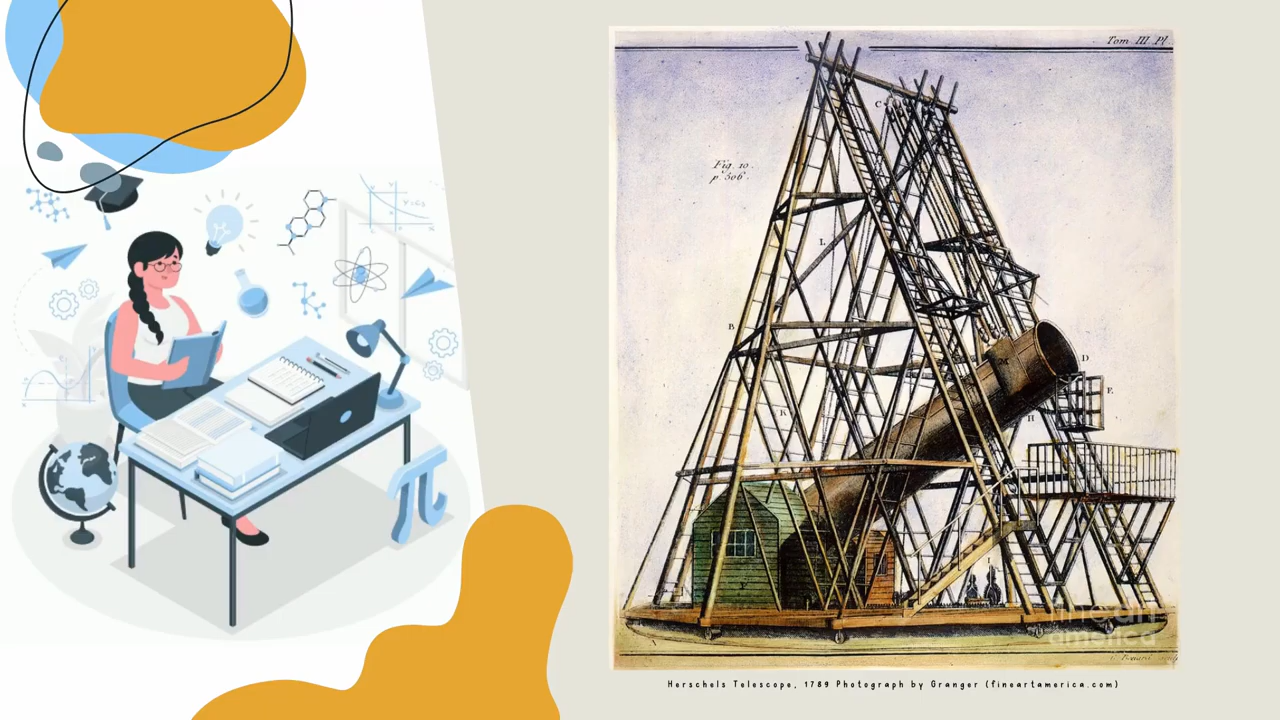 Tom. III. Pl.
Fig. 10.
p. 306.
C
L
B
M
D
E
K
H
I
π
Herschels Telescope, 1789 Photograph by Granger (fineartamerica.com)